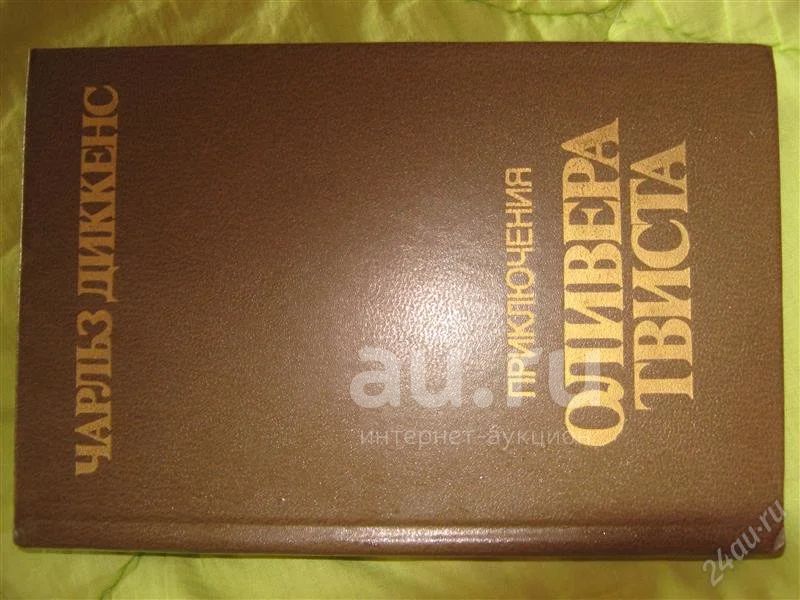 ЧАРЛЬЗ ДИККЕНС
ПРИКЛЮЧЕНИЯ
ОЛИВЕРА
ТВИСТА
au.ru
интернет-аукцион
24au.ru